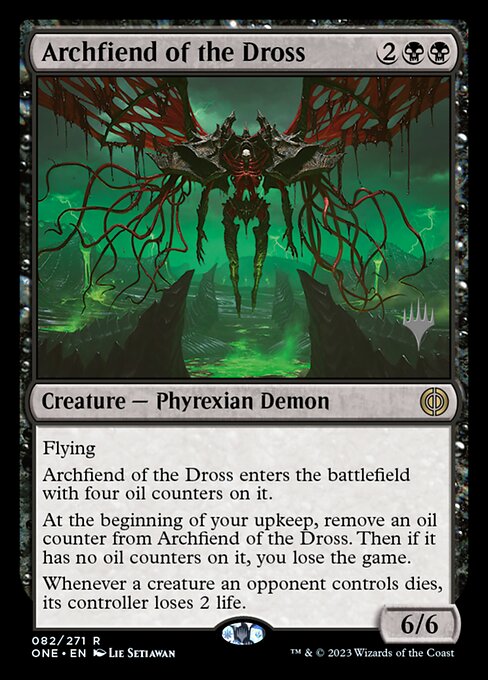 Archfiend of the Dross 2
Creature — Phyrexian Demon
Flying
Archfiend of the Dross enters the battlefield
with four oil counters on it.
At the beginning of your upkeep, remove an oil
counter from Archfiend of the Dross. Then if it
has no oil counters on it, you lose the game.
Whenever a creature an opponent controls dies,
its controller loses 2 life.
6/6
082/271 R
ONE • EN Lie Setiawan
™ & © 2023 Wizards of the Coast